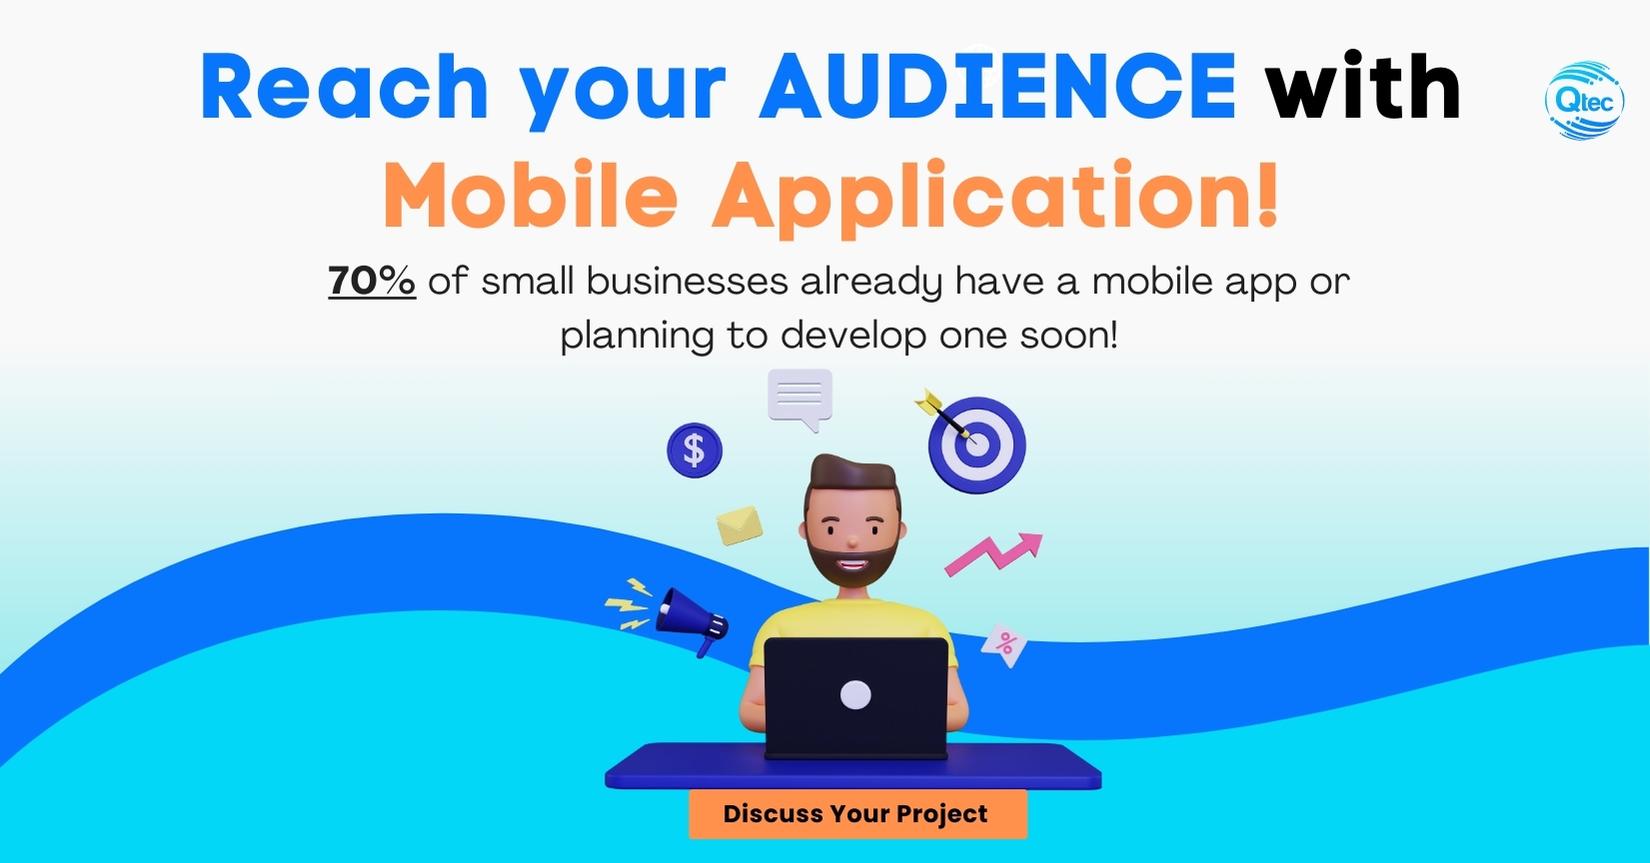 Reach your AUDIENCE with
Qtec
Mobile Application!
70% of small businesses already have a mobile app or
planning to develop one soon!
$
%
Discuss Your Project